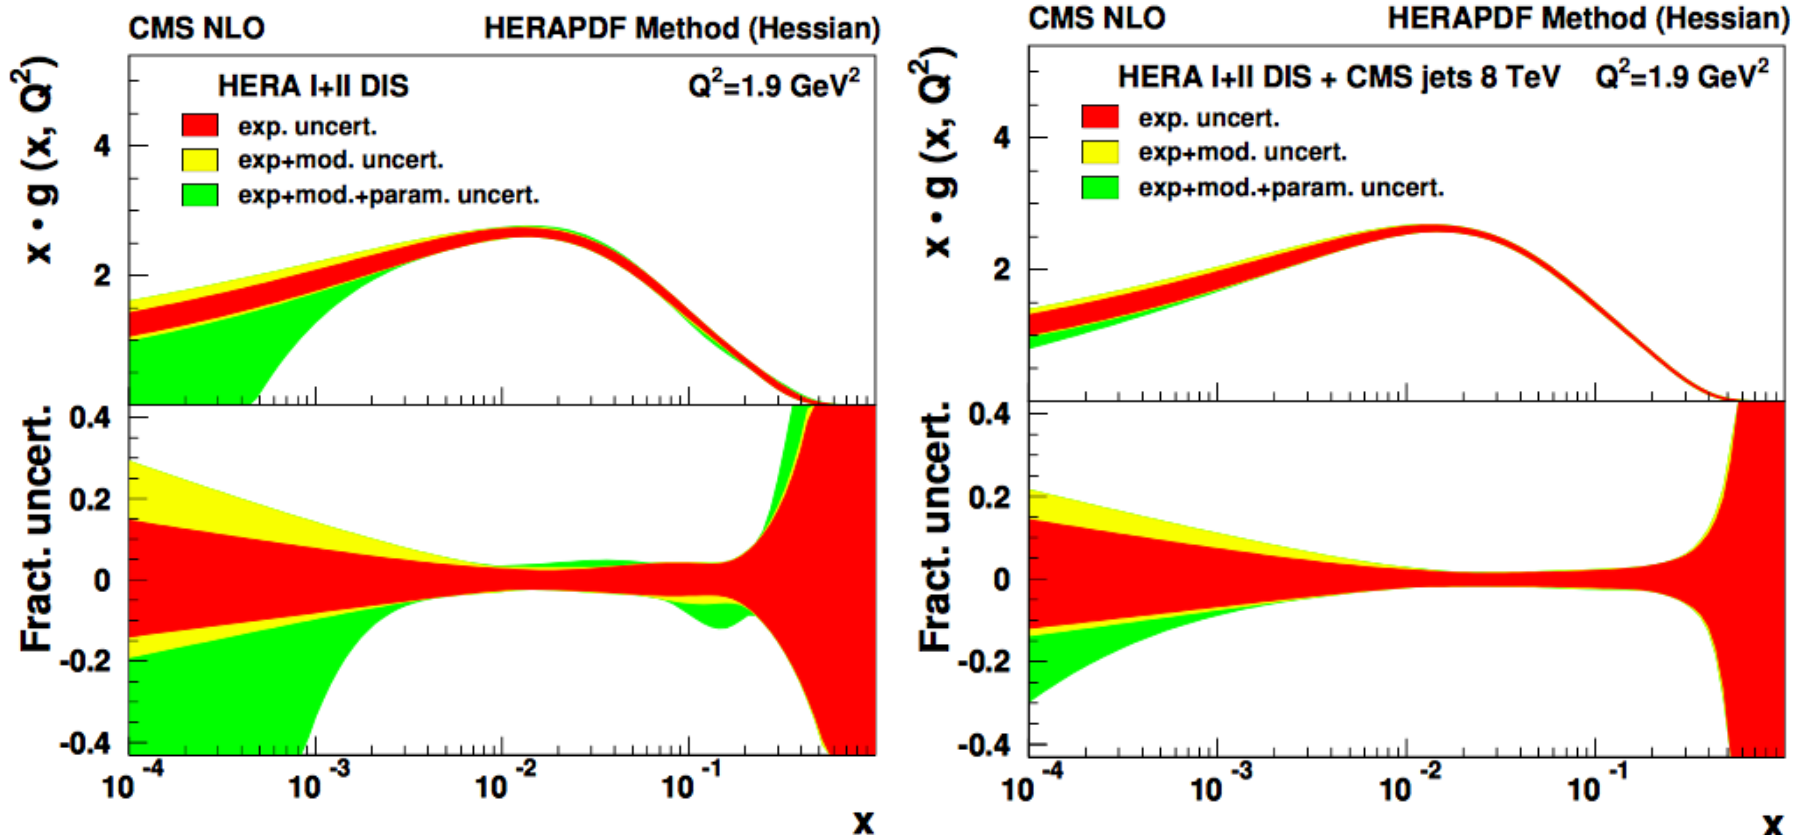 CMS NLO HERAPDF Method (Hessian)
x • g (x, Q²)
HERA I+II DIS Q²=1.9 GeV²
exp. uncert.
exp+mod. uncert.
exp+mod.+param. uncert.
4
2
Fract. uncert.
0.4
0.2
0
-0.2
-0.4
10⁻⁴ 10⁻³ 10⁻² 10⁻¹
x
CMS NLO HERAPDF Method (Hessian)
x • g (x, Q²)
HERA I+II DIS + CMS jets 8 TeV Q²=1.9 GeV²
exp. uncert.
exp+mod. uncert.
exp+mod.+param. uncert.
4
2
Fract. uncert.
0.4
0.2
0
-0.2
-0.4
10⁻⁴ 10⁻³ 10⁻² 10⁻¹
x